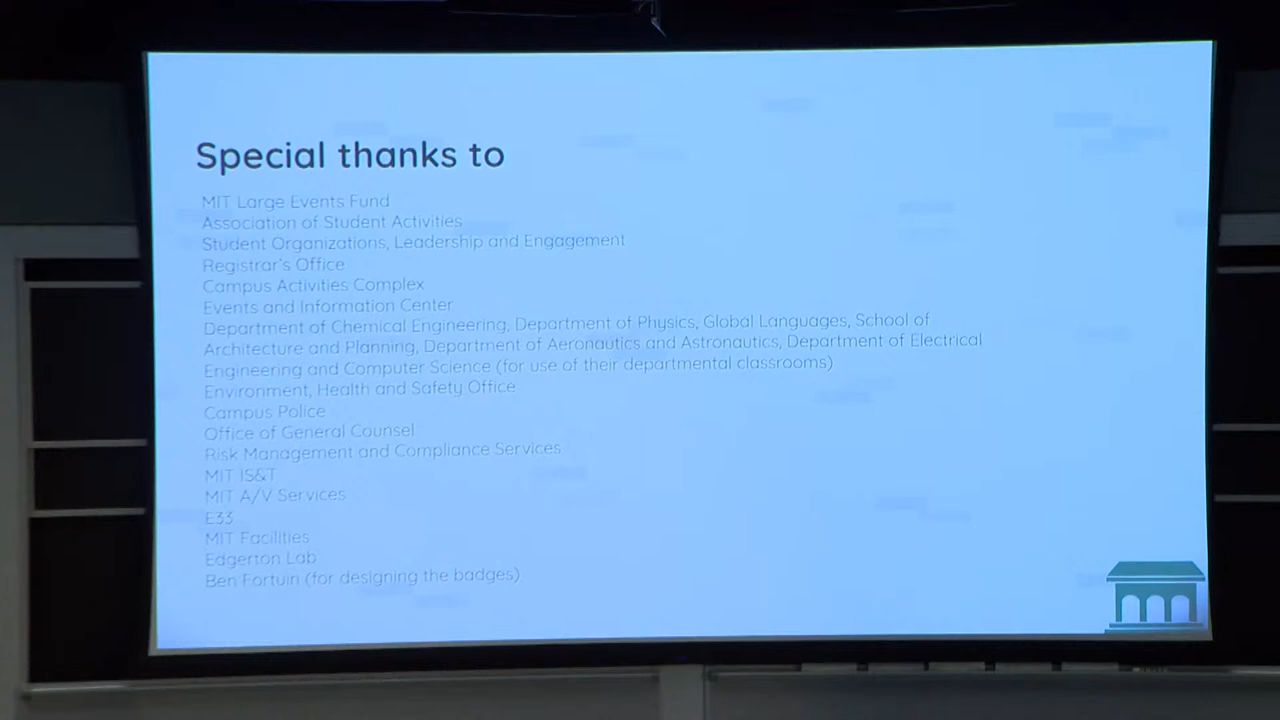 Special thanks to
MIT Large Events Fund
Association of Student Activities
Student Organizations, Leadership and Engagement
Registrar's Office
Campus Activities Complex
Events and Information Center
Department of Chemical Engineering, Department of Physics, Global Languages, School of
Architecture and Planning, Department of Aeronautics and Astronautics, Department of Electrical
Engineering and Computer Science (for use of their departmental classrooms)
Environment, Health and Safety Office
Campus Police
Office of General Counsel
Risk Management and Compliance Services
MIT IS&T
MIT A/V Services
E33
MIT Facilities
Edgerton Lab
Ben Fortuin (for designing the badges)